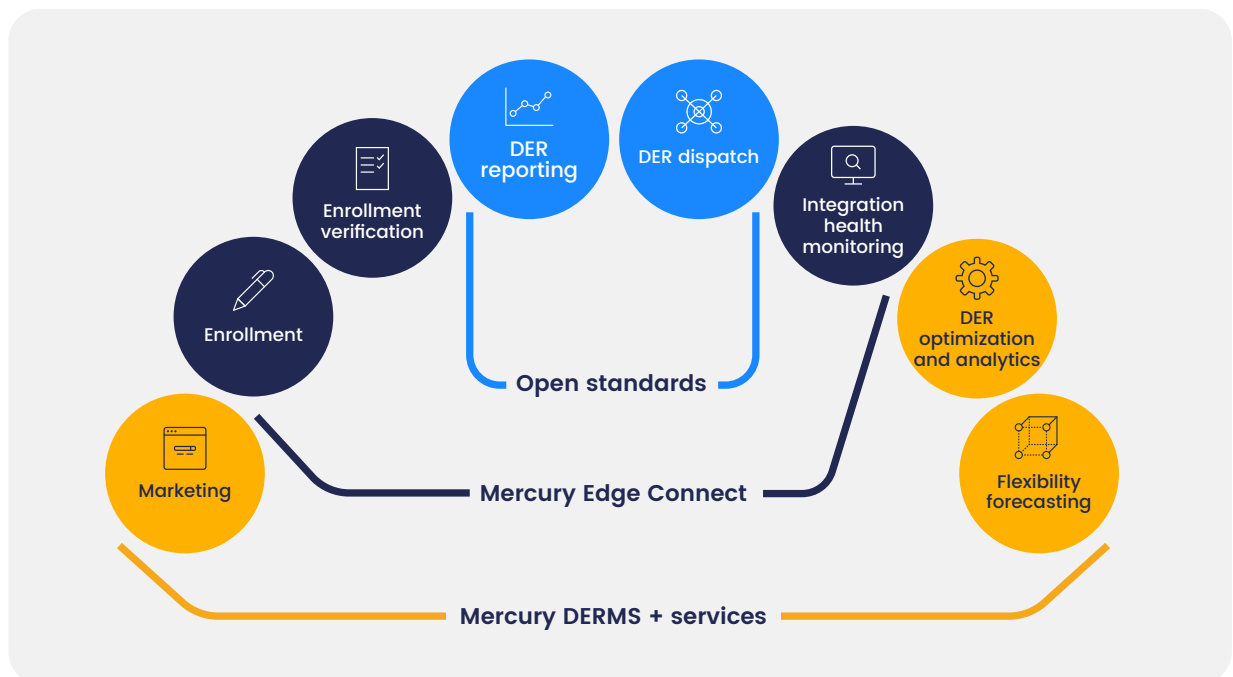 DER
reporting
DER dispatch
Enrollment
verification
Integration
health
monitoring
Enrollment
DER
optimization
and analytics
Open standards
Marketing
Flexibility
forecasting
Mercury Edge Connect
Mercury DERMS + services